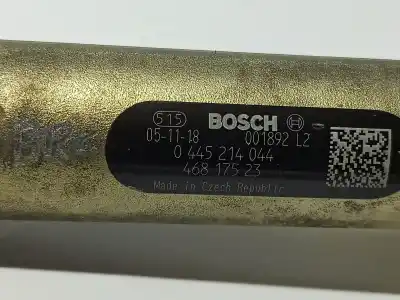 515 BOSCH
05-11-18 001892 L2
0 445 214 044
468 175 23
Made in Czech Republic